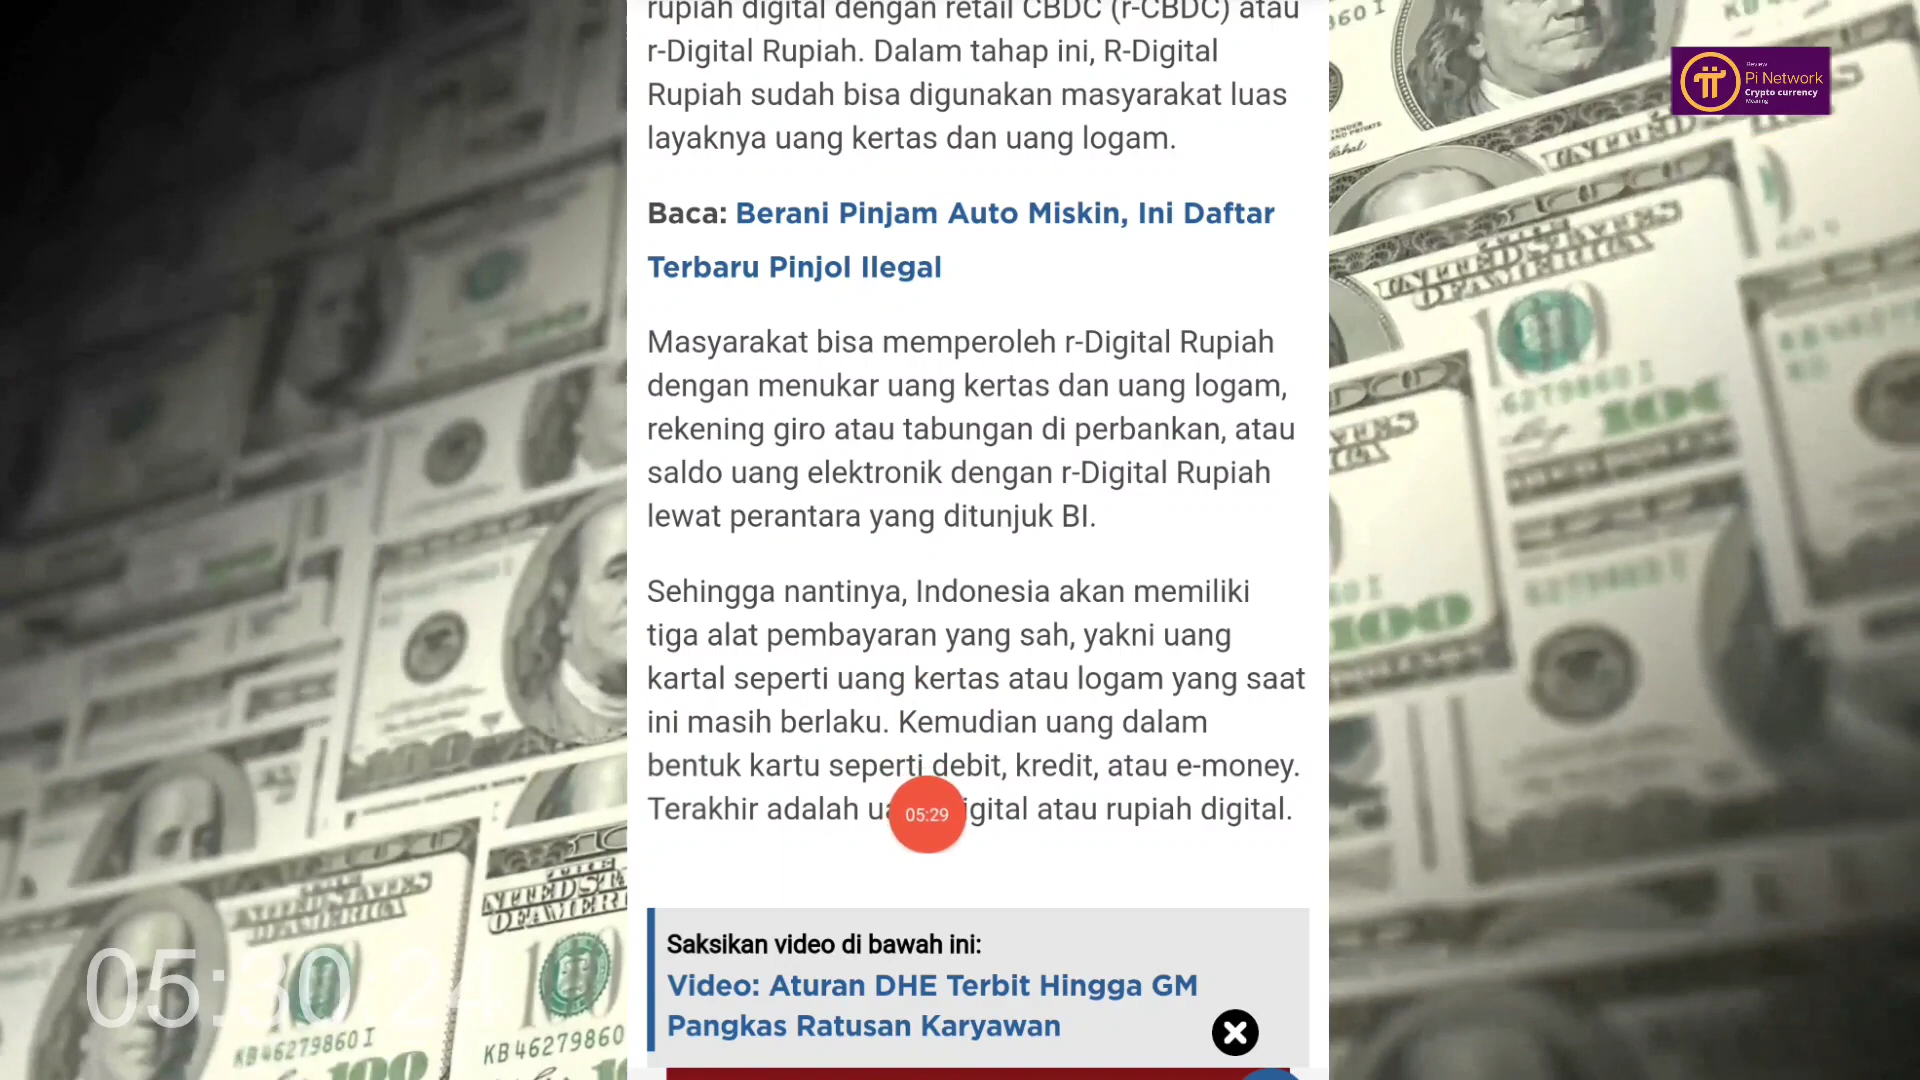 rupiah digital dengan retail CBDC (r-CBDC) atau
r-Digital Rupiah. Dalam tahap ini, R-Digital
Rupiah sudah bisa digunakan masyarakat luas
layaknya uang kertas dan uang logam.
Baca: Berani Pinjam Auto Miskin, Ini Daftar
Terbaru Pinjol Ilegal
Masyarakat bisa memperoleh r-Digital Rupiah
dengan menukar uang kertas dan uang logam,
rekening giro atau tabungan di perbankan, atau
saldo uang elektronik dengan r-Digital Rupiah
lewat perantara yang ditunjuk BI.
Sehingga nantinya, Indonesia akan memiliki
tiga alat pembayaran yang sah, yakni uang
kartal seperti uang kertas atau logam yang saat
ini masih berlaku. Kemudian uang dalam
bentuk kartu seperti debit, kredit, atau e-money.
Terakhir adalah igital atau rupiah digital.
05:29
Saksikan video di bawah ini:
Video: Aturan DHE Terbit Hingga GM
Pangkas Ratusan Karyawan
Review
Pi Network
Crypto currency
Meaning
05:30:24
KB46279860 I
KB46279860
100